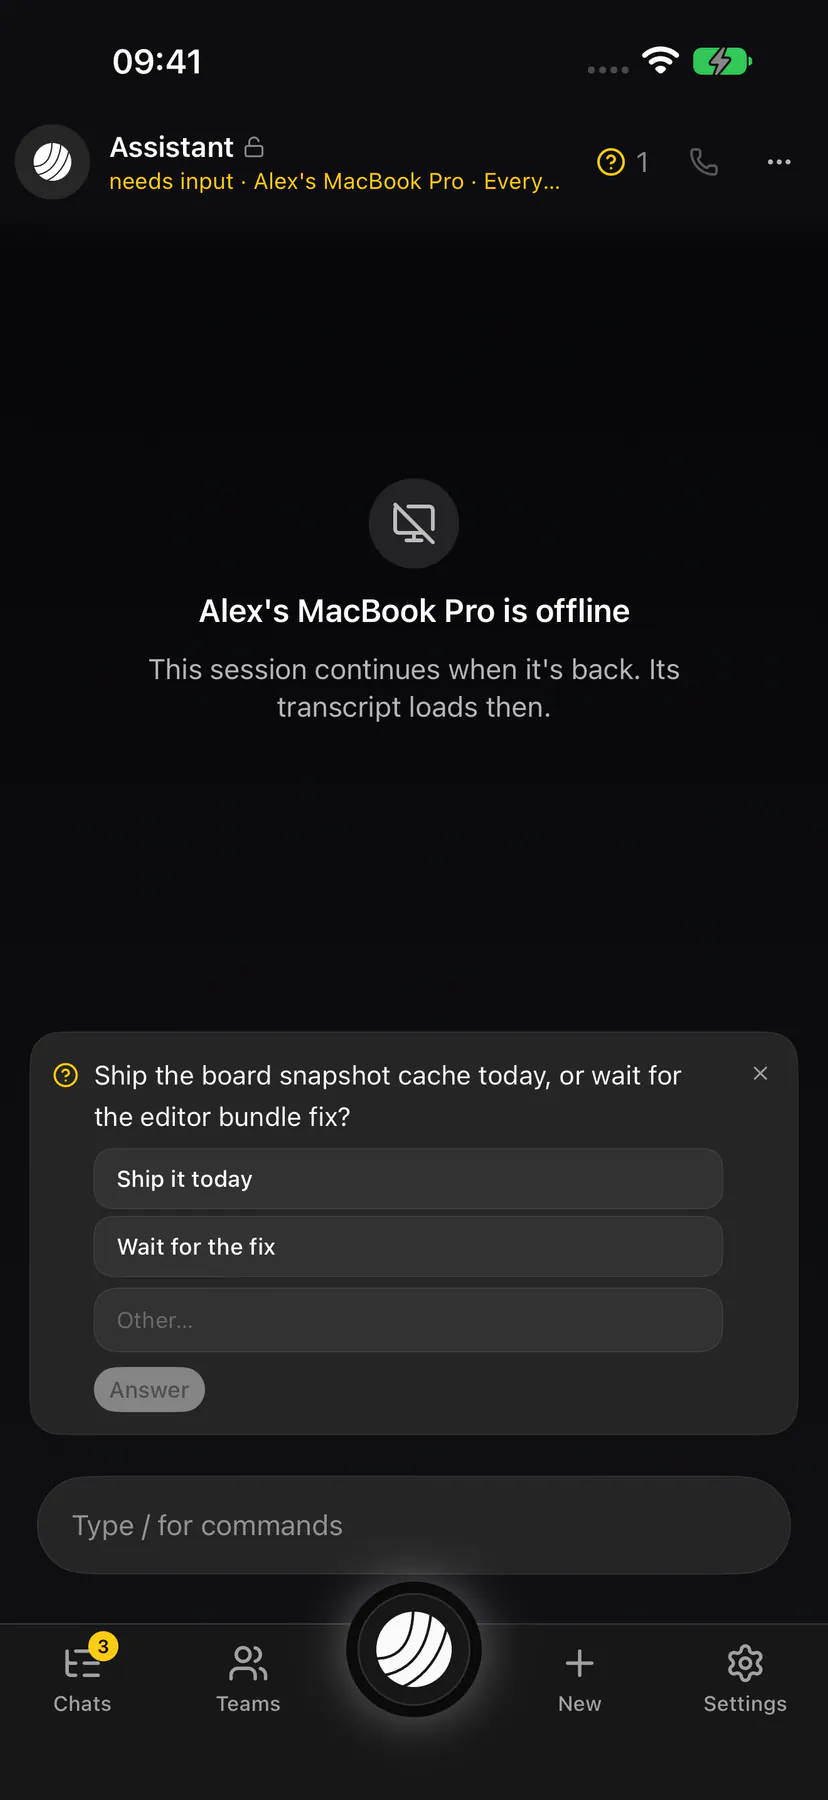 09:41
Assistant
needs input · Alex's MacBook Pro · Every...
1
Alex's MacBook Pro is offline
This session continues when it's back. Its
transcript loads then.
Ship the board snapshot cache today, or wait for
the editor bundle fix?
Ship it today
Wait for the fix
Other...
Answer
Type / for commands
3
Chats
Teams
New
Settings